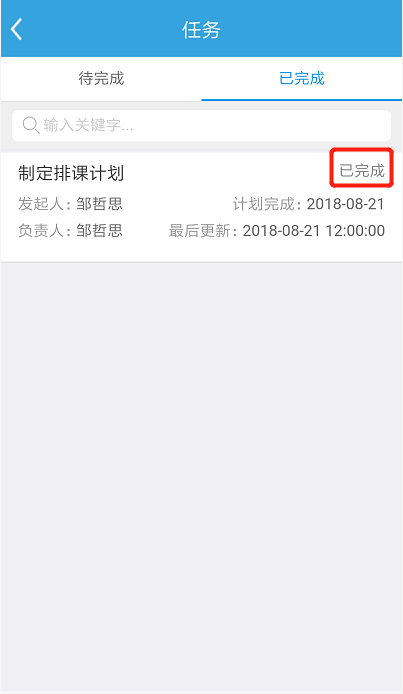 任务
待完成 已完成
输入关键字...
制定排课计划 已完成
发起人: 邹哲思 计划完成: 2018-08-21
负责人: 邹哲思 最后更新: 2018-08-21 12:00:00